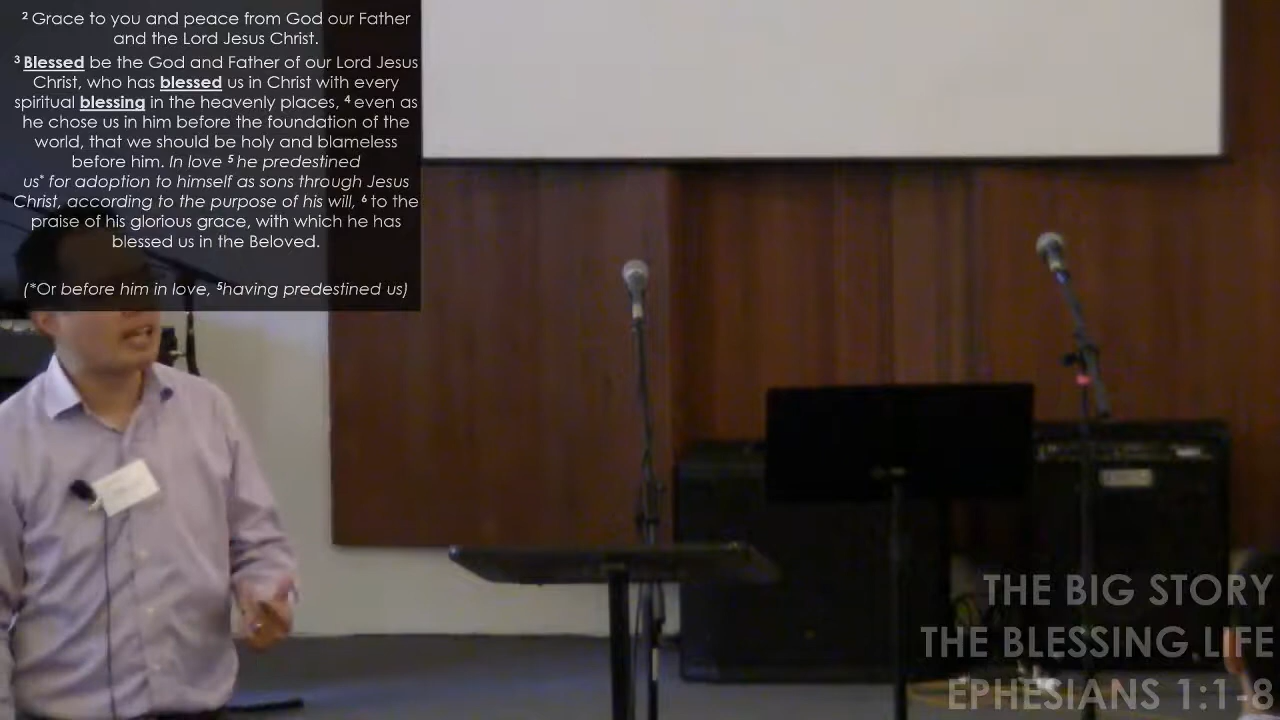 ² Grace to you and peace from God our Father
and the Lord Jesus Christ.
³ Blessed be the God and Father of our Lord Jesus
Christ, who has blessed us in Christ with every
spiritual blessing in the heavenly places, ⁴ even as
he chose us in him before the foundation of the
world, that we should be holy and blameless
before him. In love ⁵ he predestined
us* for adoption to himself as sons through Jesus
Christ, according to the purpose of his will, ⁶ to the
praise of his glorious grace, with which he has
blessed us in the Beloved.
(*Or before him in love, ⁵having predestined us)
THE BIG STORY
THE BLESSING LIFE
EPHESIANS 1:1-8